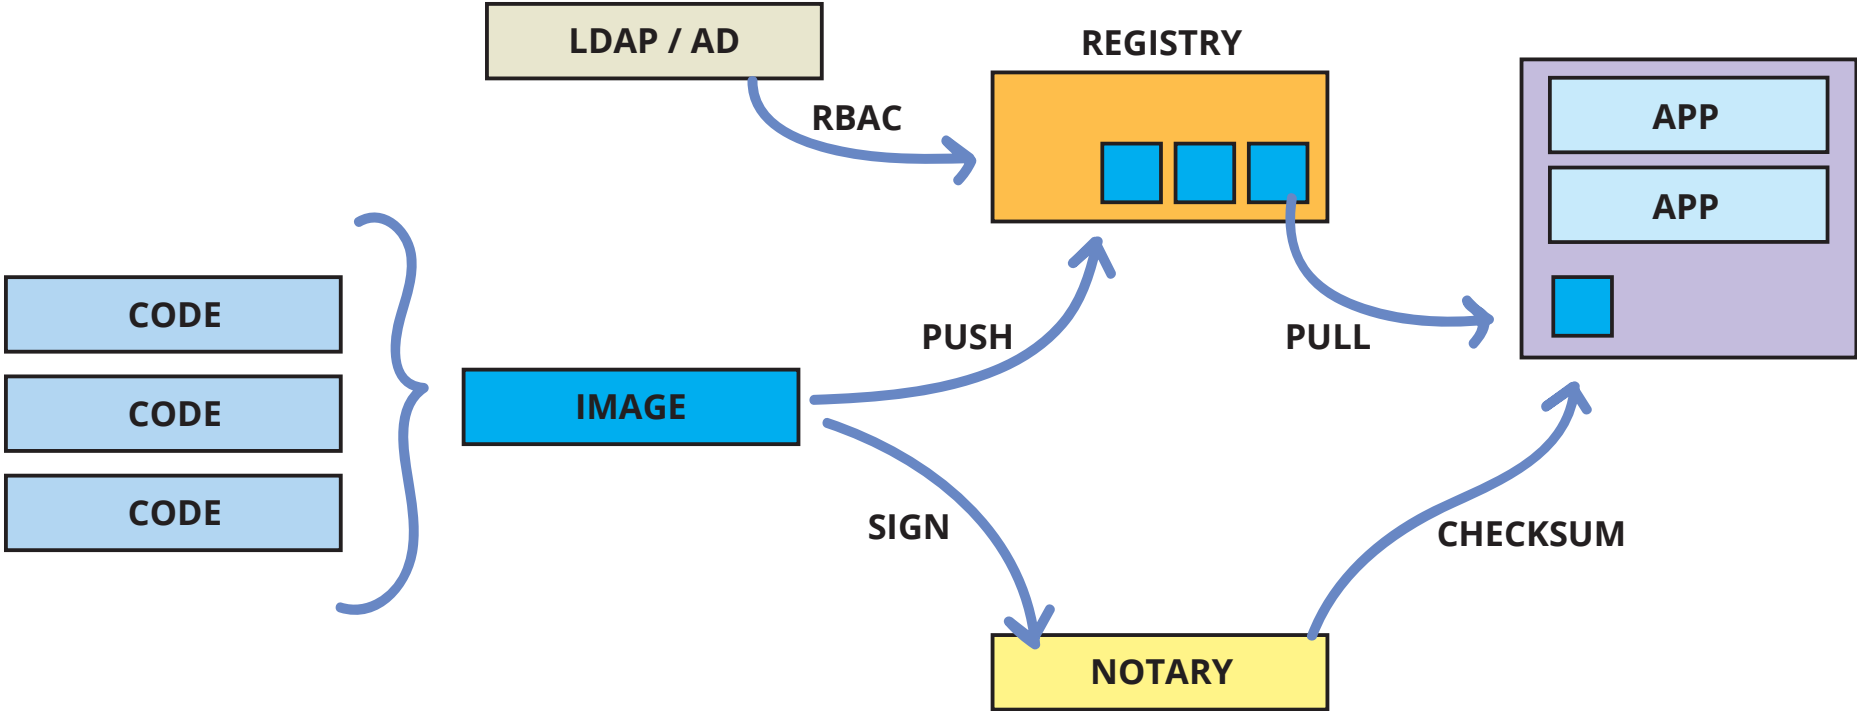 LDAP / AD
REGISTRY
RBAC
APP
APP
CODE
CODE
CODE
IMAGE
PUSH
PULL
SIGN
CHECKSUM
NOTARY